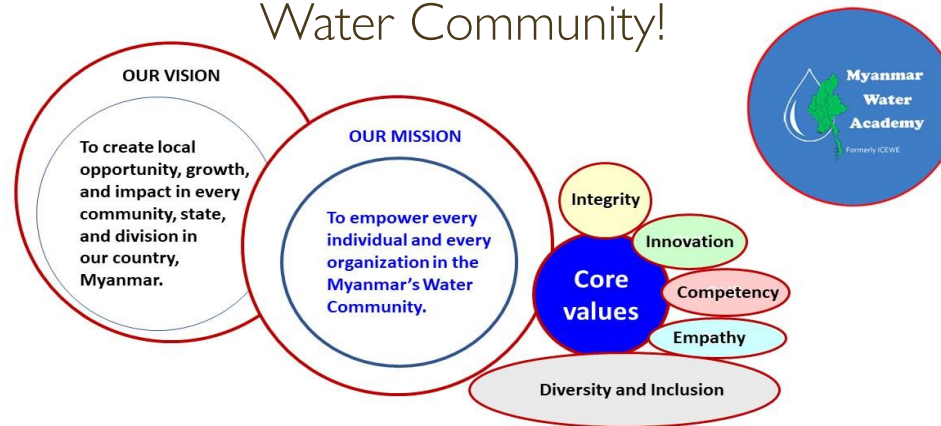 Water Community!
OUR VISION
To create local
opportunity, growth,
and impact in every
community, state,
and division in
our country,
Myanmar.
OUR MISSION
To empower every
individual and every
organization in the
Myanmar's Water
Community.
Core
values
Integrity
Innovation
Competency
Empathy
Diversity and Inclusion
Myanmar
Water
Academy
Formerly ICEWE